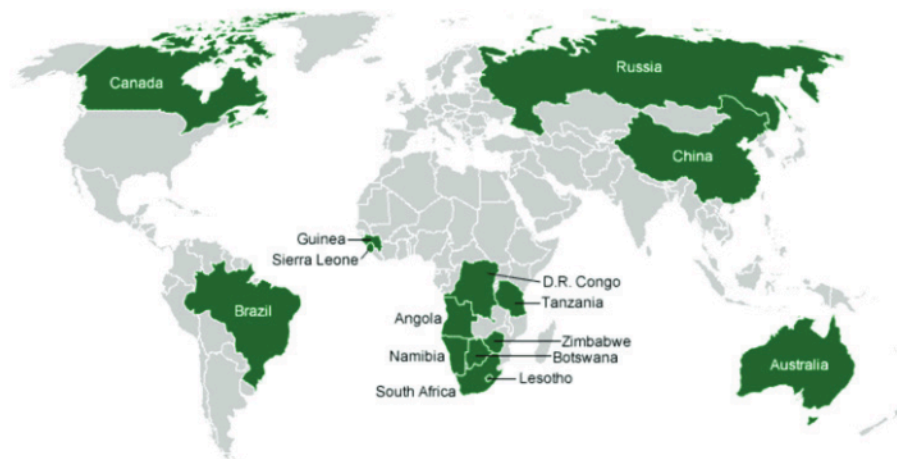 Canada
Russia
China
Guinea
Sierra Leone
D.R. Congo
Tanzania
Brazil
Angola
Zimbabwe
Namibia
Botswana
Australia
Lesotho
South Africa